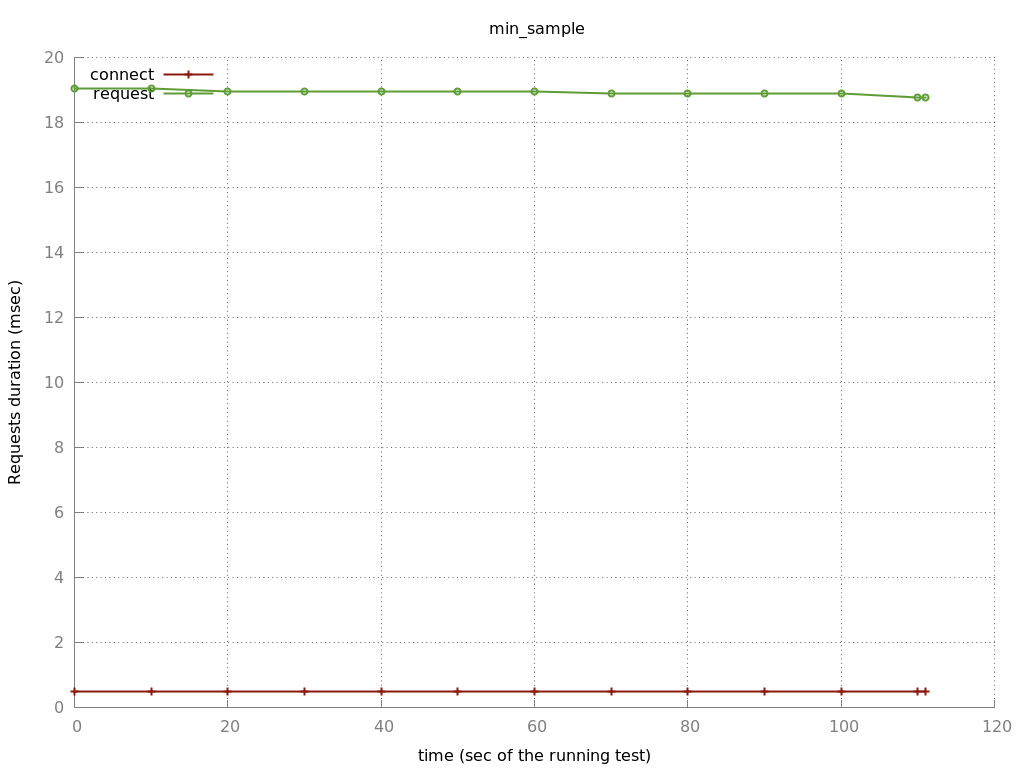 min_sample
connect
request
20
18
16
14
12
10
8
6
4
2
0
Requests duration (msec)
0 20 40 60 80 100 120
time (sec of the running test)